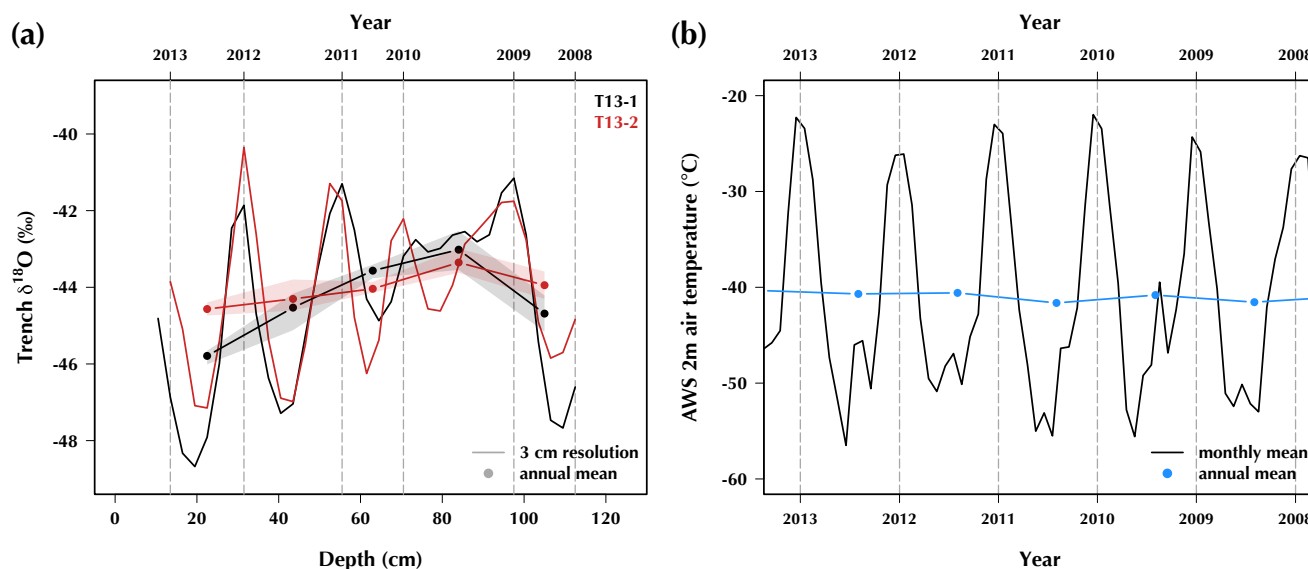 (a)
Year
2013 2012 2011 2010 2009 2008
T13-1
T13-2
-40
-42
-44
-46
-48
Trench δ¹⁸O (‰)
3 cm resolution
annual mean
0 20 40 60 80 100 120
Depth (cm)
(b)
Year
2013 2012 2011 2010 2009 2008
-20
-30
-40
-50
-60
AWS 2m air temperature (°C)
monthly mean
annual mean
2013 2012 2011 2010 2009 2008
Year